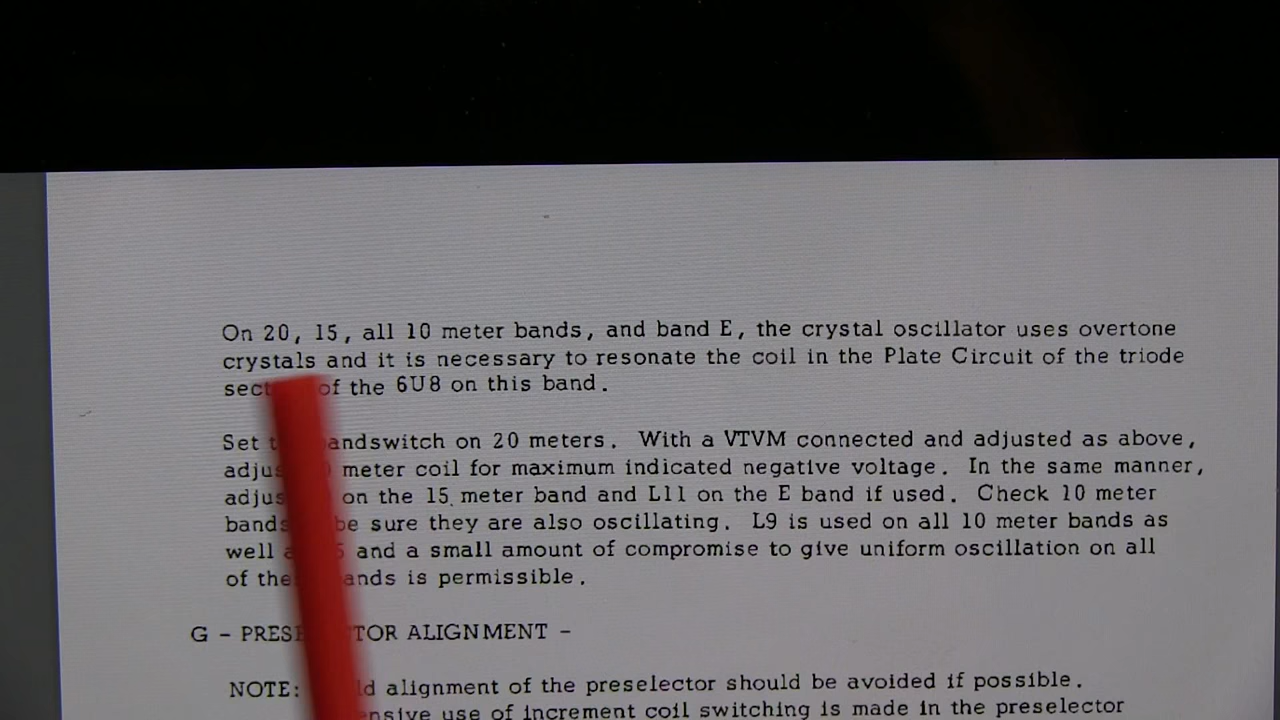 On 20, 15, all 10 meter bands, and band E, the crystal oscillator uses overtone
crystals and it is necessary to resonate the coil in the Plate Circuit of the triode
of the 6U8 on this band.
Set on 20 meters. With a VTVM connected and adjusted as above,
meter coil for maximum indicated negative voltage. In the same manner,
on the 15 meter band and L11 on the E band if used. Check 10 meter
be sure they are also oscillating. L9 is used on all 10 meter bands as
well and a small amount of compromise to give uniform oscillation on all
of is permissible.
G - ALIGNMENT -
NOTE: alignment of the preselector should be avoided if possible.
use of increment coil switching is made in the preselector